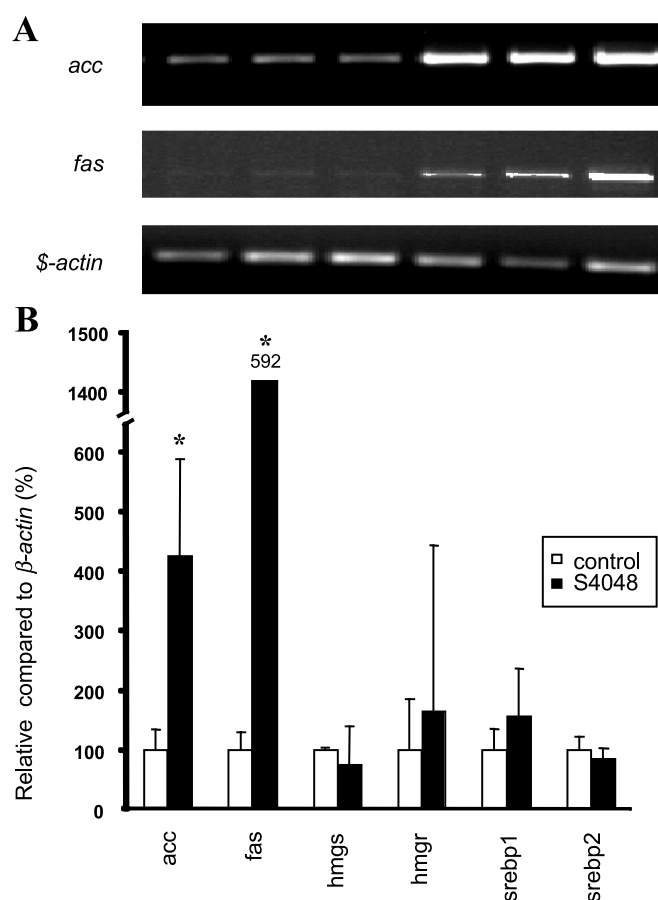 A
acc
fas
$-actin
B
Relative compared to β-actin (%)
1500
1400
600
500
400
300
200
100
0
*
*
592
control
S4048
acc
fas
hmgs
hmgr
srebp1
srebp2